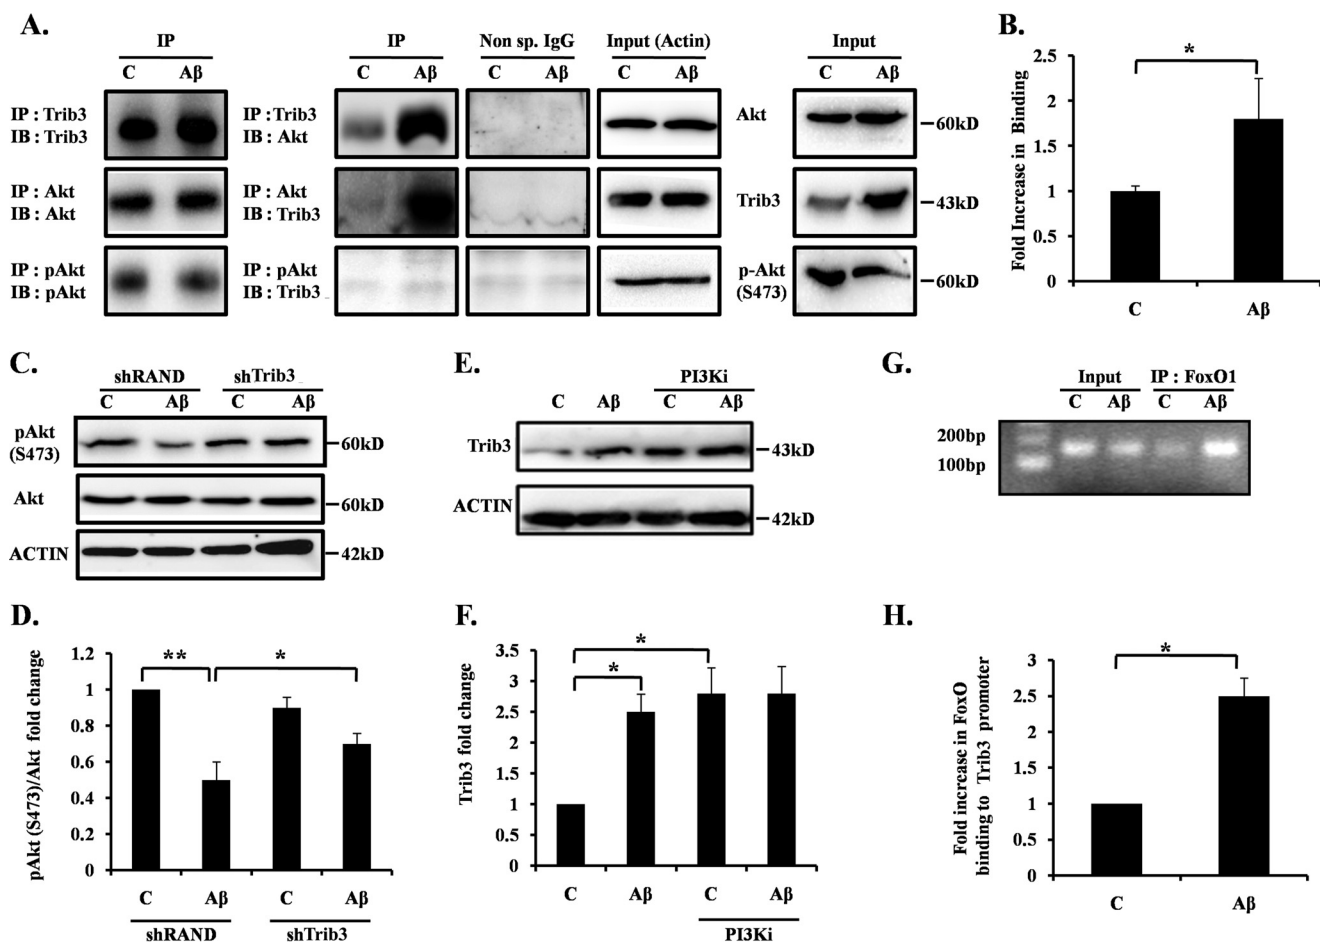 A.
IP
C Aβ
IP : Trib3
IB : Trib3
IP : Akt
IB : Akt
IP : pAkt
IB : pAkt
IP Non sp. IgG Input (Actin) Input
C Aβ C Aβ C Aβ C Aβ
IP : Trib3
IB : Akt
IP : Akt
IB : Trib3
IP : pAkt
IB : Trib3
Akt
60kD
Trib3
43kD
p-Akt
(S473)
60kD
B.
Fold Increase in Binding
2.5
2
1.5
1
0.5
0
*
C Aβ
C.
shRAND shTrib3
C Aβ C Aβ
pAkt
(S473)
60kD
Akt
60kD
ACTIN
42kD
E.
PI3Ki
C Aβ C Aβ
Trib3
43kD
ACTIN
42kD
G.
Input IP : FoxO1
C Aβ C Aβ
200bp
100bp
D.
pAkt (S473)/Akt fold change
1.2
1
0.8
0.6
0.4
0.2
0
**
*
C Aβ C Aβ
shRAND shTrib3
F.
Trib3 fold change
3.5
3
2.5
2
1.5
1
0.5
0
*
*
C Aβ C Aβ
PI3Ki
H.
Fold increase in FoxO
binding to Trib3 promoter
3
2.5
2
2.5
1
0.5
0
*
C Aβ